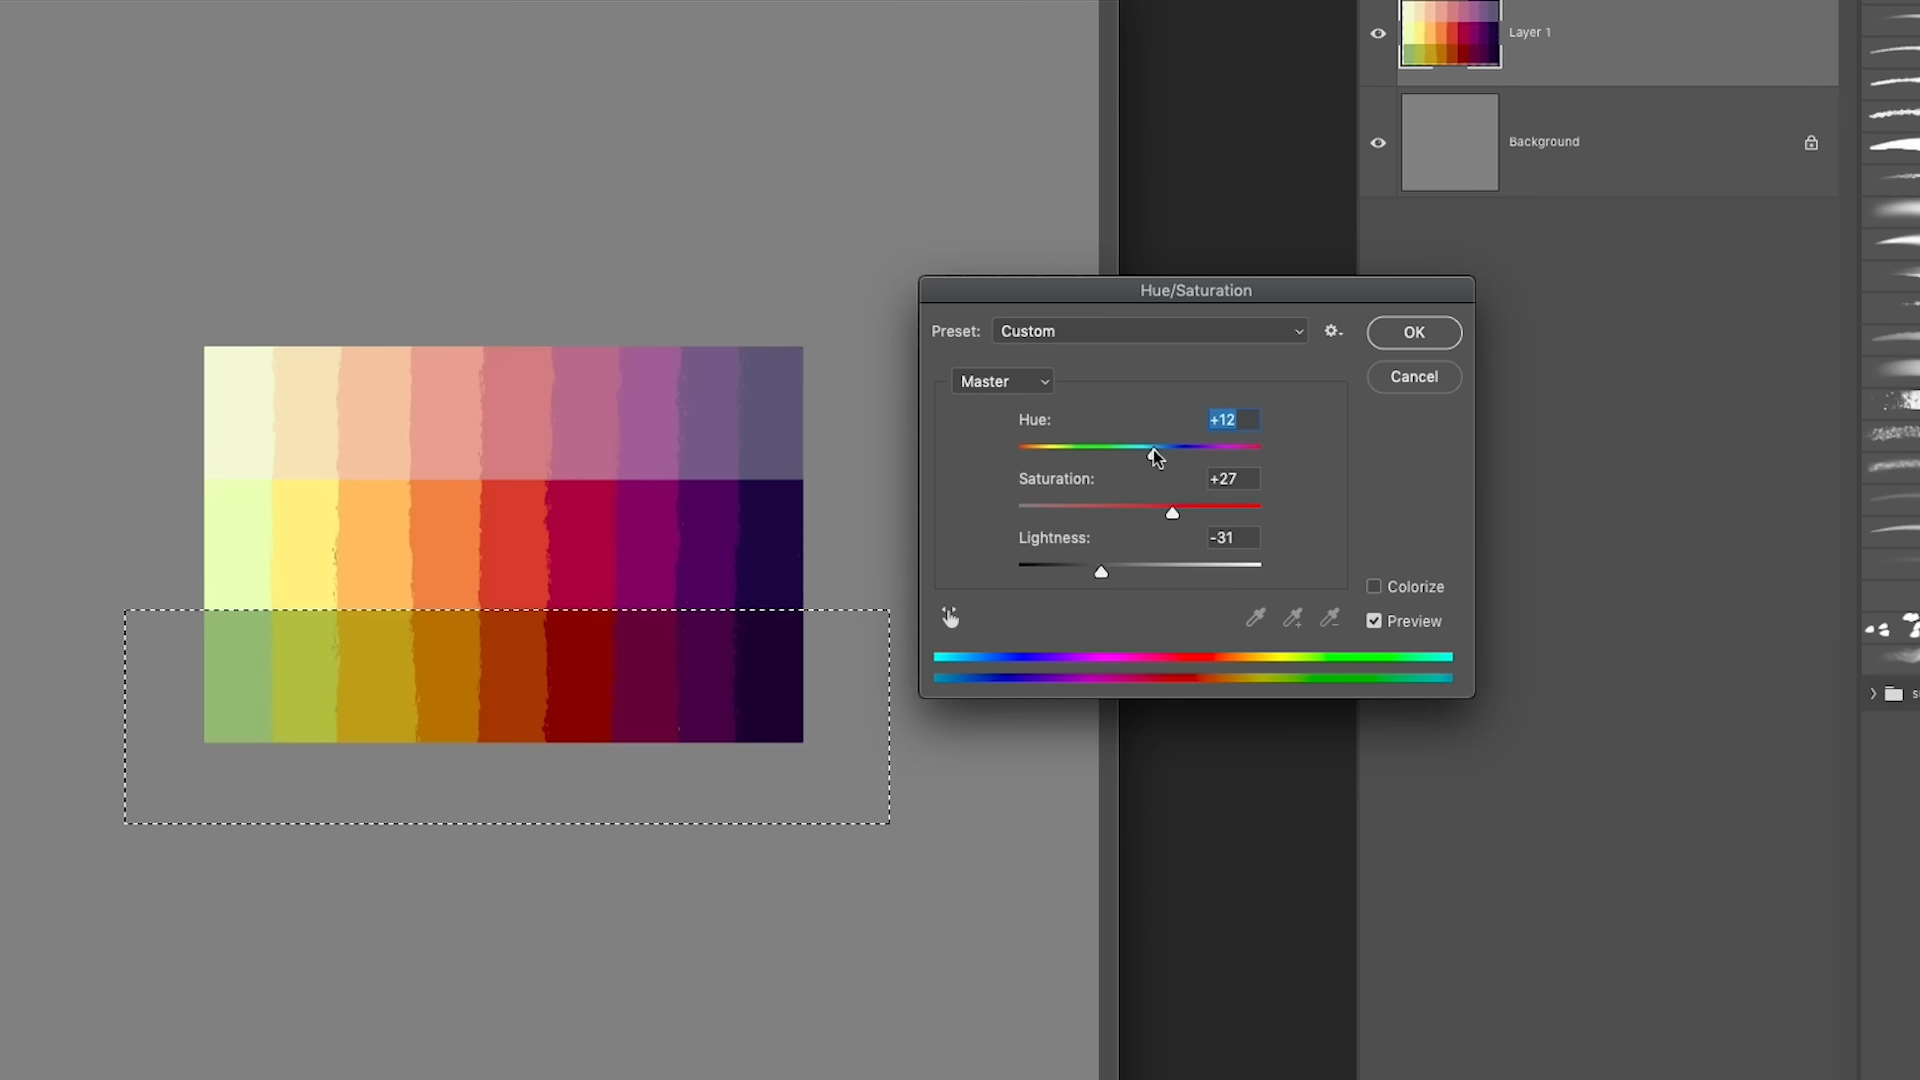 Layer 1
Background
Hue/Saturation
Preset: Custom
OK
Cancel
Master
Hue: +12
Saturation: +27
Lightness: -31
Colorize
Preview